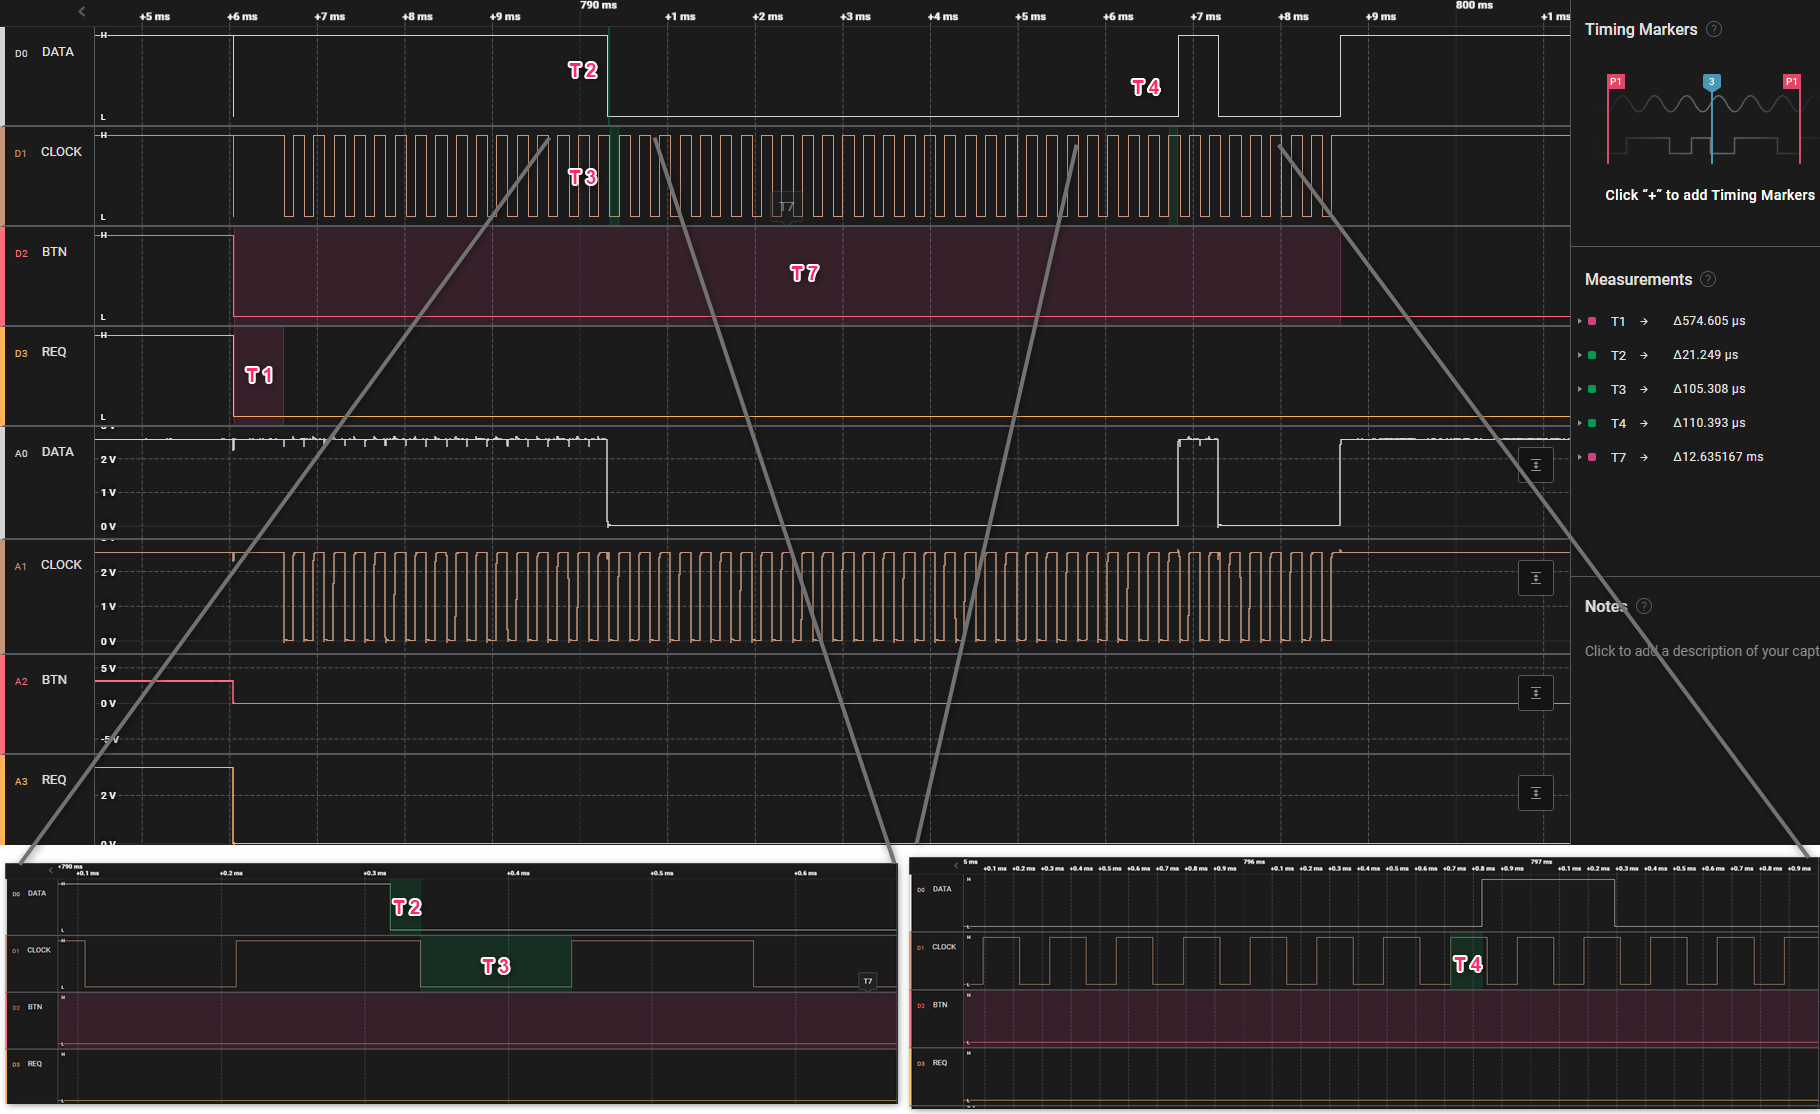 790 ms 800 ms
+5 ms +6 ms +7 ms +8 ms +9 ms +1 ms +2 ms +3 ms +4 ms +5 ms +6 ms +7 ms +8 ms +9 ms +1 ms
D0 DATA
H
L
T2
T4
D1 CLOCK
H
L
T3
T7
D2 BTN
H
L
T7
D3 REQ
H
L
T1
A0 DATA
2 V
1 V
0 V
A1 CLOCK
2 V
1 V
0 V
A2 BTN
5 V
0 V
-5 V
A3 REQ
2 V
0 V
Timing Markers ?
P1 3 P1
Click “+” to add Timing Markers
Measurements ?
T1 → Δ574.605 µs
T2 → Δ21.249 µs
T3 → Δ105.308 µs
T4 → Δ110.393 µs
T7 → Δ12.635167 ms
Notes ?
Click to add a description of your capt
+790 ms
+0.1 ms +0.2 ms +0.3 ms +0.4 ms +0.5 ms +0.6 ms
D0 DATA
H
L
T2
D1 CLOCK
H
L
T3
T7
D2 BTN
H
L
D3 REQ
H
L
5 ms 796 ms 797 ms
+0.1 ms +0.2 ms +0.3 ms +0.4 ms +0.5 ms +0.6 ms +0.7 ms +0.8 ms +0.9 ms +0.1 ms +0.2 ms +0.3 ms +0.4 ms +0.5 ms +0.6 ms +0.7 ms +0.8 ms +0.9 ms +0.1 ms +0.2 ms +0.3 ms +0.4 ms +0.5 ms +0.6 ms +0.7 ms +0.8 ms +0.9 ms
D0 DATA
H
L
D1 CLOCK
H
L
T4
D2 BTN
H
L
D3 REQ
H
L